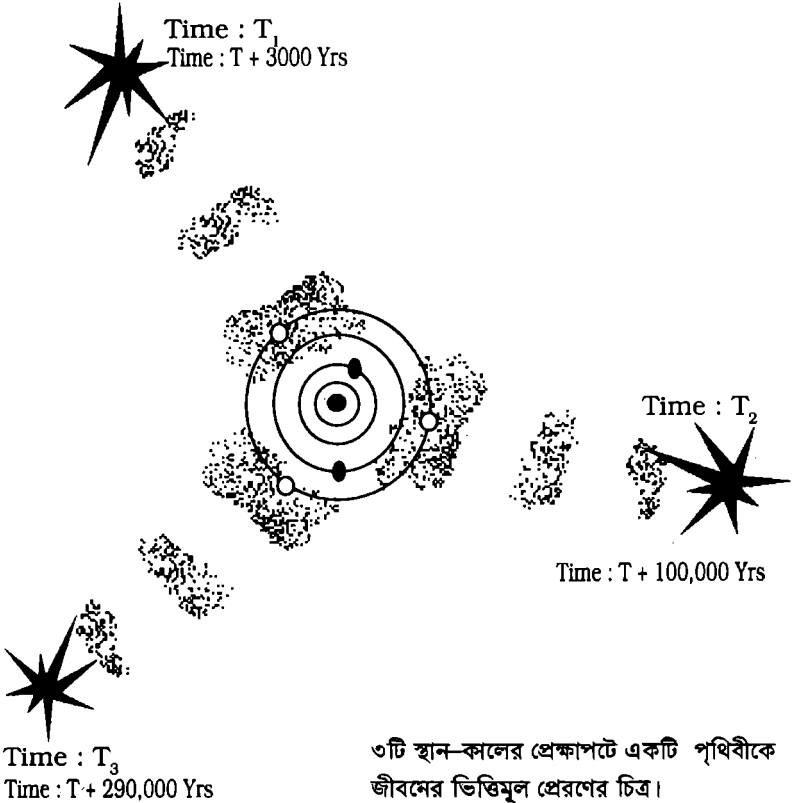 Time : T₁
Time : T + 3000 Yrs
Time : T₂
Time : T + 100,000 Yrs
Time : T₃
Time : T + 290,000 Yrs
৩টি স্থান–কালের প্রেক্ষাপটে একটি পৃথিবীকে
জীবনের ভিত্তিমূল প্রেরণের চিত্র।